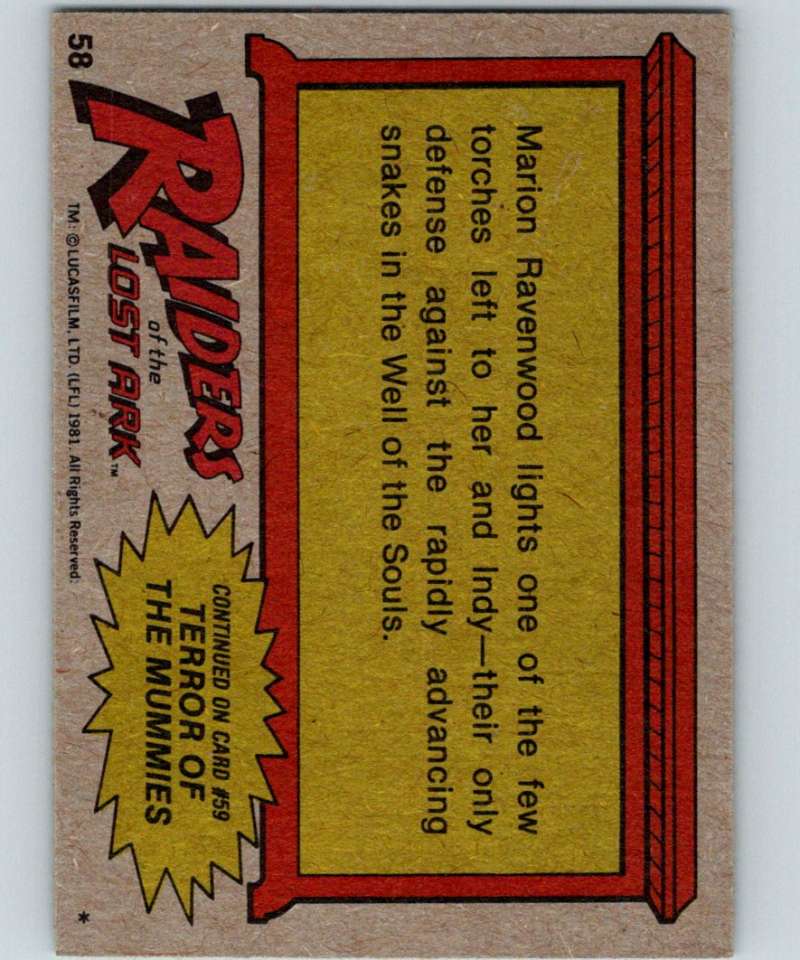 Marion Ravenwood lights one of the few
torches left to her and Indy—their only
defense against the rapidly advancing
snakes in the Well of the Souls.
CONTINUED ON CARD #59
TERROR OF
THE MUMMIES
RAIDERS
of the
LOST ARK™
58
TM: © LUCASFILM, LTD. (LFL) 1981. All Rights Reserved.
*